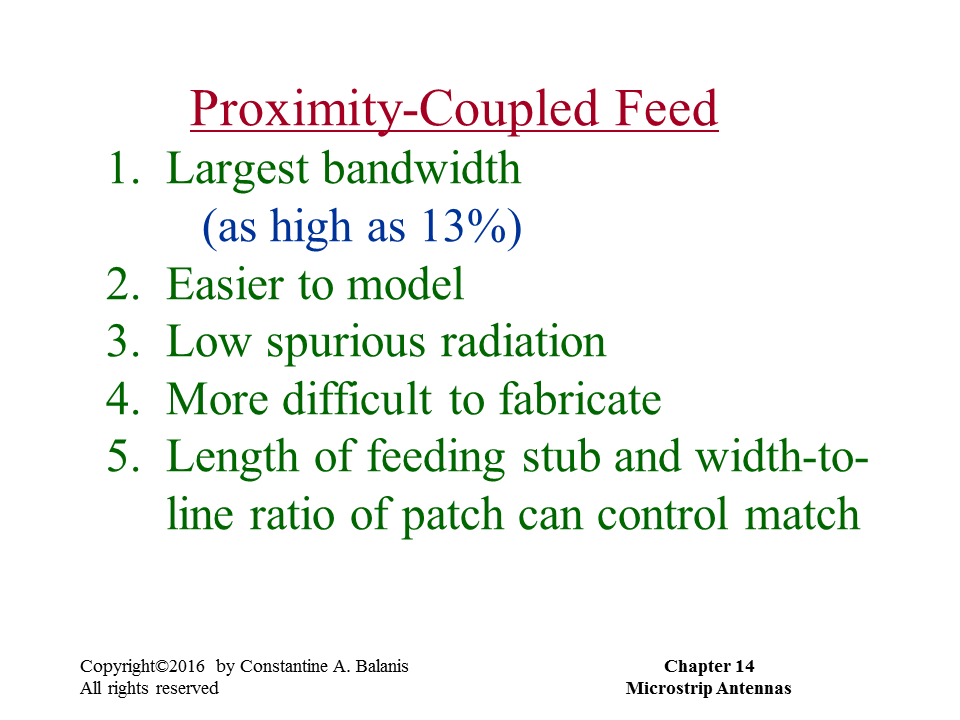 Proximity-Coupled Feed
1. Largest bandwidth
(as high as 13%)
2. Easier to model
3. Low spurious radiation
4. More difficult to fabricate
5. Length of feeding stub and width-to-
line ratio of patch can control match
Copyright©2016 by Constantine A. Balanis
All rights reserved
Chapter 14
Microstrip Antennas